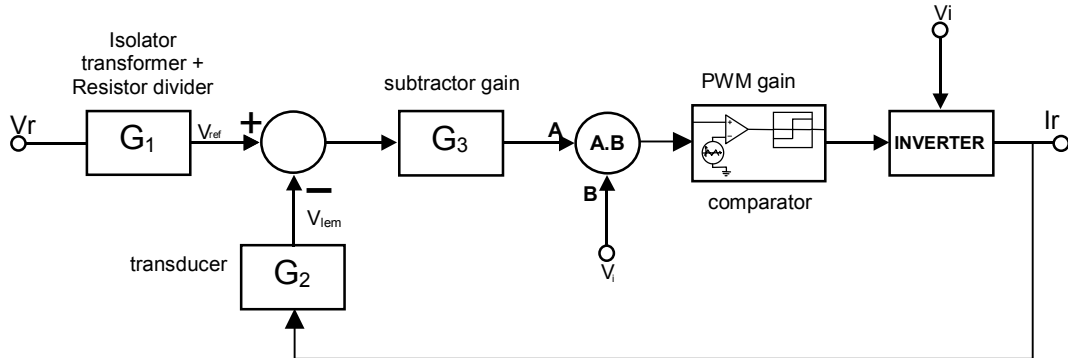 Isolator
transformer +
Resistor divider
Vr
G1
Vref
+
−
Vlem
transducer
G2
subtractor gain
G3
A
A.B
B
Vi
PWM gain
+
−
comparator
Vi
INVERTER
Ir